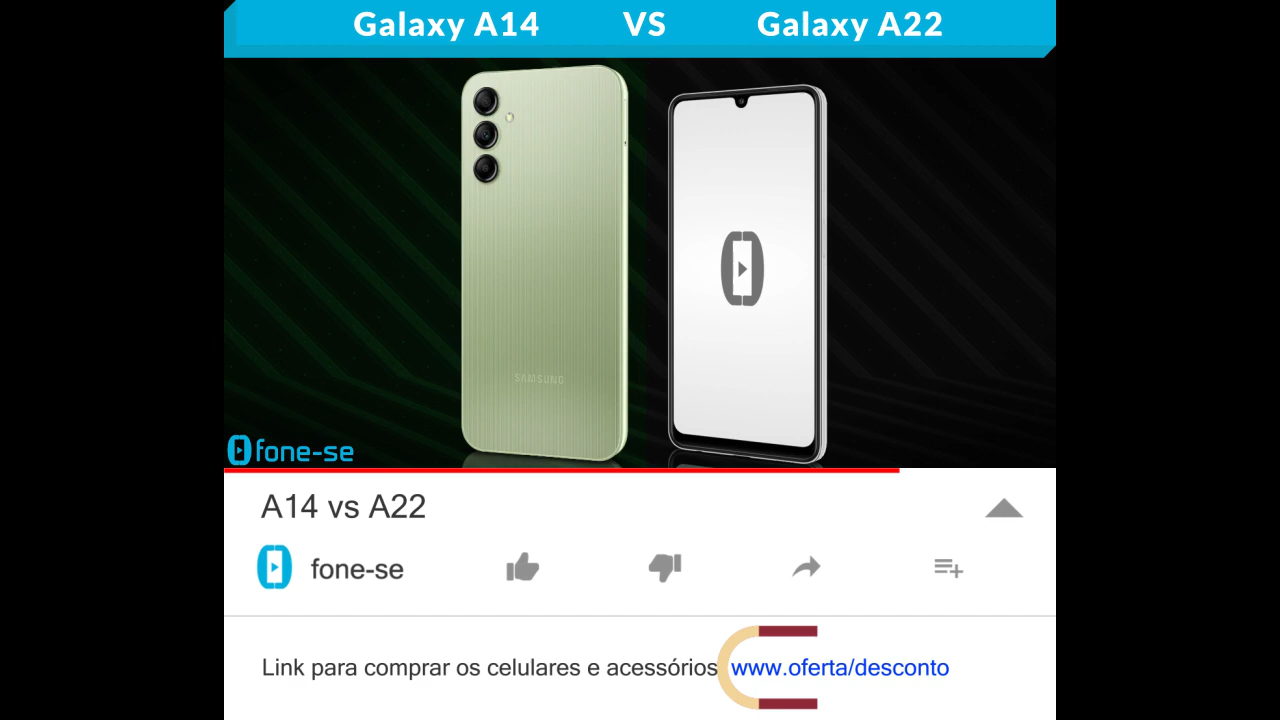 Galaxy A14 VS Galaxy A22
SAMSUNG
fone-se
A14 vs A22
fone-se
Link para comprar os celulares e acessórios www.oferta/desconto